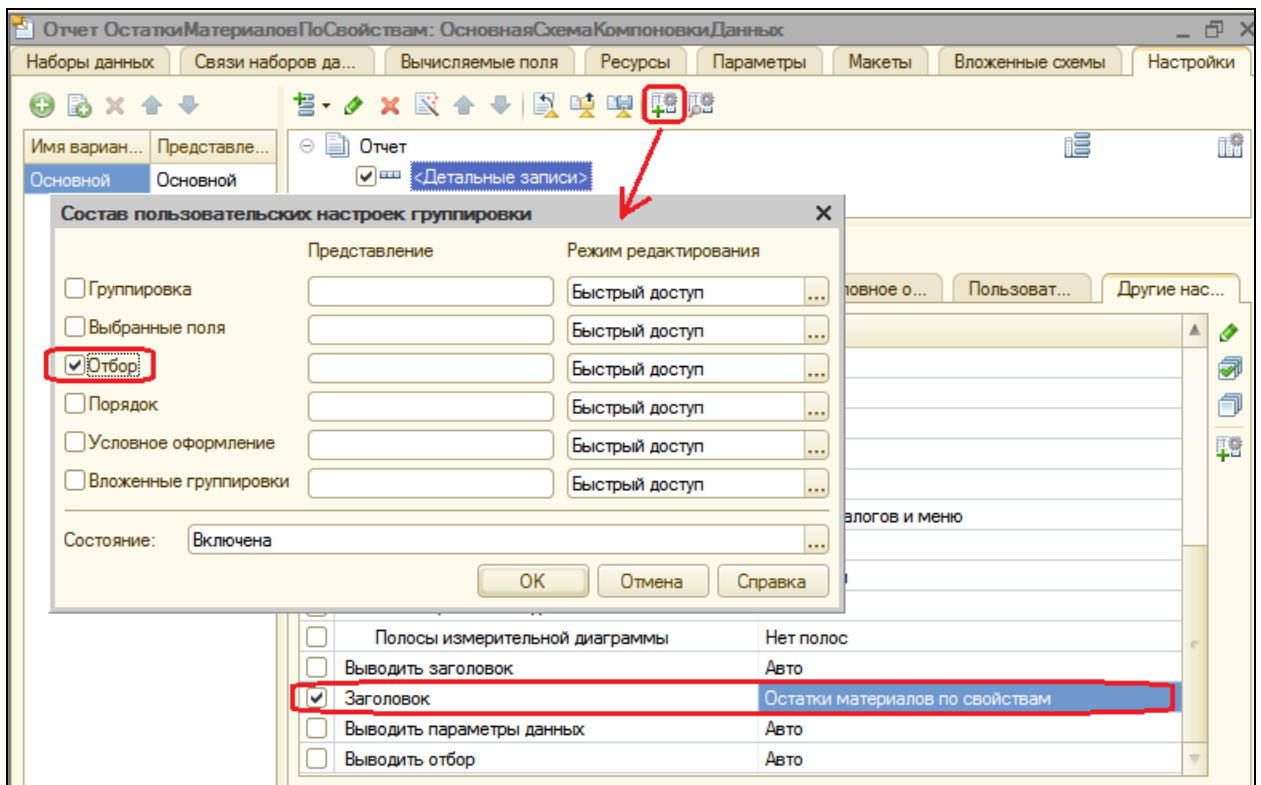 Отчет ОстаткиМатериаловПоСвойствам: ОсновнаяСхемаКомпоновкиДанных
Наборы данных Связи наборов да... Вычисляемые поля Ресурсы Параметры Макеты Вложенные схемы Настройки
Имя вариан... Представле... Отчет
Основной Основной <Детальные записи>
Состав пользовательских настроек группировки
Представление Режим редактирования
Группировка Быстрый доступ ...
ловное о... Пользоват... Другие нас...
Выбранные поля Быстрый доступ ...
Отбор Быстрый доступ ...
Порядок Быстрый доступ ...
Условное оформление Быстрый доступ ...
Вложенные группировки Быстрый доступ ...
алогов и меню
Состояние: Включена ...
ОК Отмена Справка
Полосы измерительной диаграммы Нет полос
Выводить заголовок Авто
Заголовок Остатки материалов по свойствам
Выводить параметры данных Авто
Выводить отбор Авто